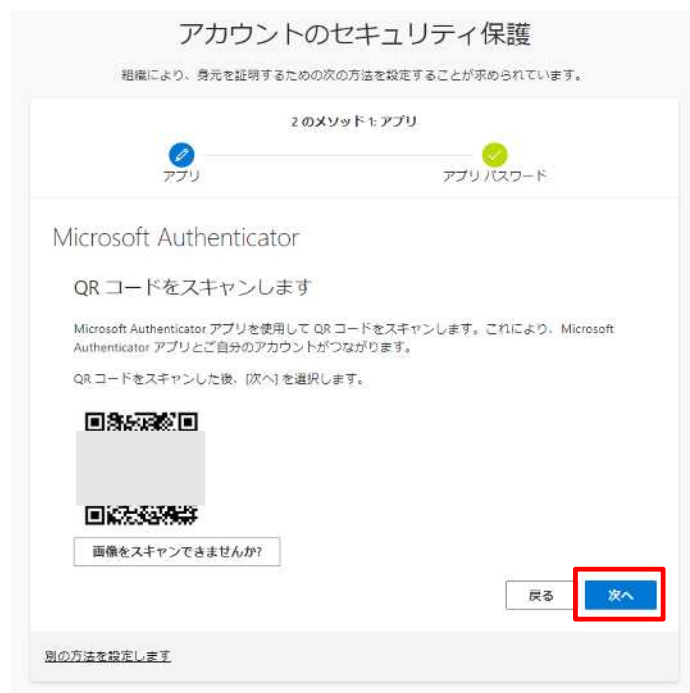 アカウントのセキュリティ保護
組織により、身元を証明するための次の方法を設定することが求められています。
2 のメソッド 1: アプリ
アプリ
アプリ パスワード
Microsoft Authenticator
QR コードをスキャンします
Microsoft Authenticator アプリを使用して QR コードをスキャンします。これにより、Microsoft
Authenticator アプリとご自分のアカウントがつながります。
QR コードをスキャンした後、[次へ] を選択します。
画像をスキャンできませんか?
戻る
次へ
別の方法を設定します